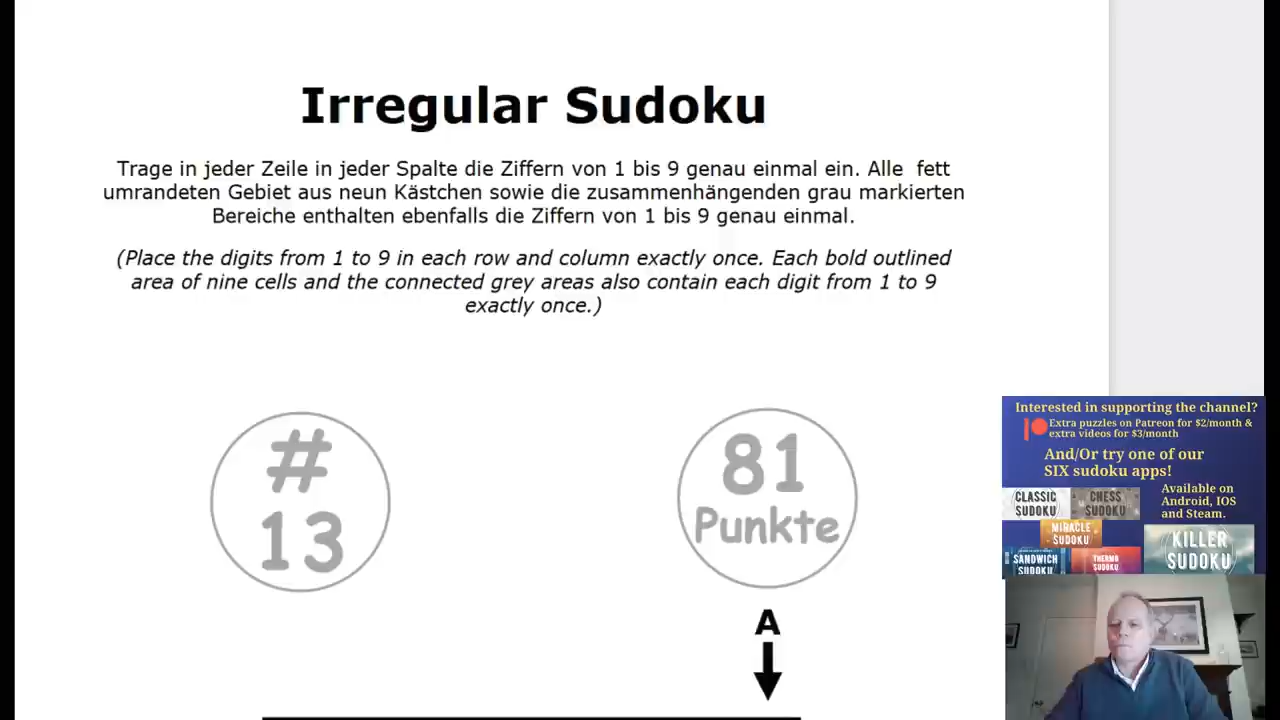 Irregular Sudoku
Trage in jeder Zeile in jeder Spalte die Ziffern von 1 bis 9 genau einmal ein. Alle  fett
umrandeten Gebiet aus neun Kästchen sowie die zusammenhängenden grau markierten
Bereiche enthalten ebenfalls die Ziffern von 1 bis 9 genau einmal.
(Place the digits from 1 to 9 in each row and column exactly once. Each bold outlined
area of nine cells and the connected grey areas also contain each digit from 1 to 9
exactly once.)
#
13
81
Punkte
A
Interested in supporting the channel?
Extra puzzles on Patreon for $2/month &
extra videos for $3/month
And/Or try one of our
SIX sudoku apps!
Available on
Android, IOS
and Steam.
CLASSIC
SUDOKU
CHESS
SUDOKU
MIRACLE
SUDOKU
KILLER
SUDOKU
SANDWICH
SUDOKU
THERMO
SUDOKU